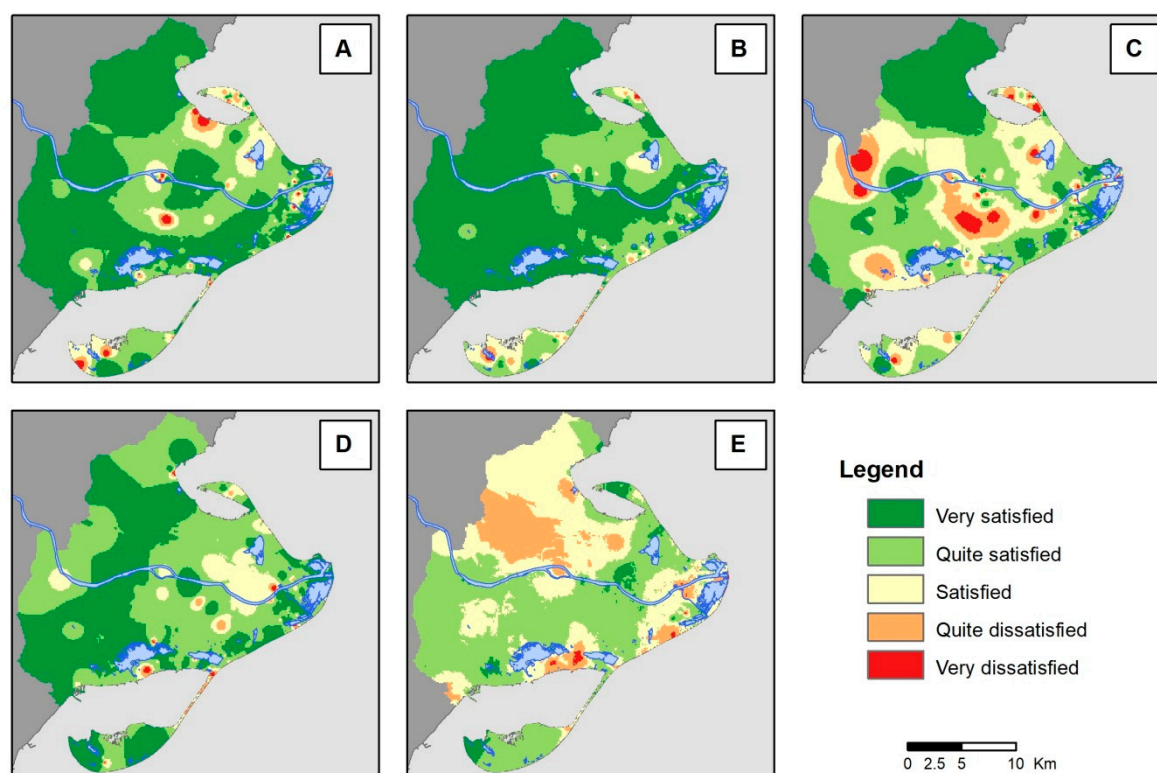 A
B
C
D
E
Legend
Very satisfied
Quite satisfied
Satisfied
Quite dissatisfied
Very dissatisfied
0 2.5 5 10 Km